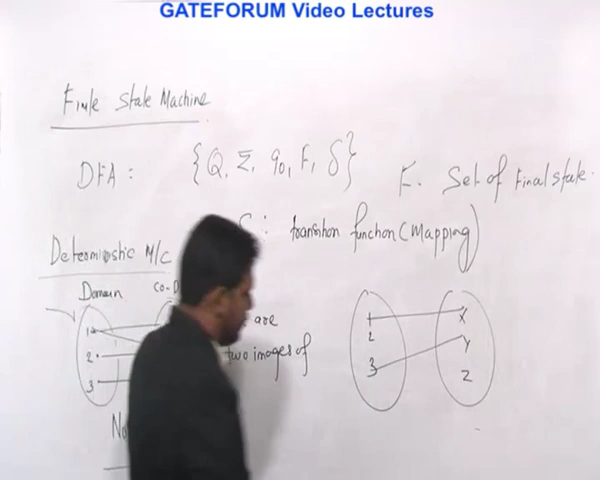 GATEFORUM Video Lectures
Finite State Machine
DFA : {Q, Σ, q0, F, δ}
F. Set of Final state.
: transition function (Mapping)
Deterministic M/C
Domain
1
2
3
are
two images of
1
2
3
X
Y
Z